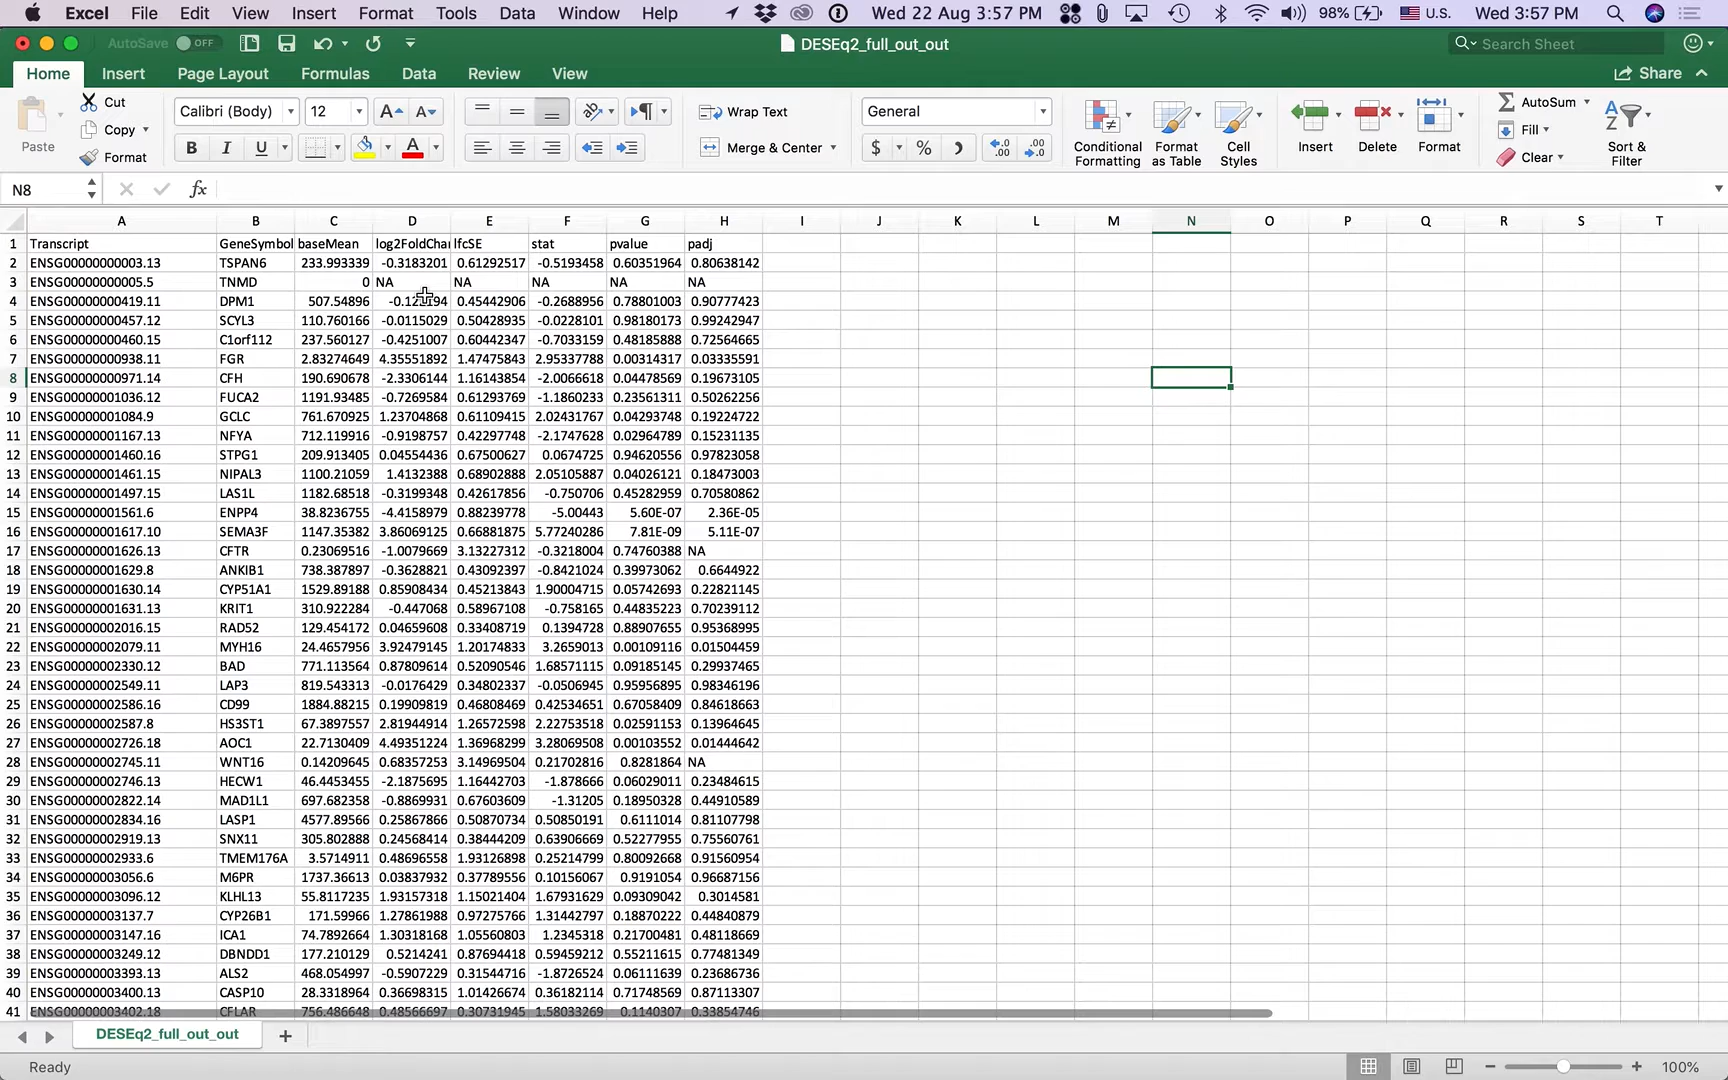 Excel File Edit View Insert Format Tools Data Window Help Wed 22 Aug 3:57 PM 98% U.S. Wed 3:57 PM
AutoSave OFF DESEq2_full_out_out Search Sheet
Home Insert Page Layout Formulas Data Review View Share
Paste Cut Copy Format
Calibri (Body) 12 A A Wrap Text General
B I U A Merge & Center $ % .0 .00 .00 .0
Conditional Formatting Format as Table Cell Styles Insert Delete Format AutoSum Fill Clear Sort & Filter
N8 fx
A B C D E F G H I J K L M N O P Q R S T
1 Transcript GeneSymbol baseMean log2FoldChan lfcSE stat pvalue padj
2 ENSG00000000003.13 TSPAN6 233.993339 -0.3183201 0.61292517 -0.5193458 0.60351964 0.80638142
3 ENSG00000000005.5 TNMD 0 NA NA NA NA NA
4 ENSG00000000419.11 DPM1 507.54896 0.45442906 -0.2688956 0.78801003 0.90777423
5 ENSG00000000457.12 SCYL3 110.760166 -0.0115029 0.50428935 -0.0228101 0.98180173 0.99242947
6 ENSG00000000460.15 C1orf112 237.560127 -0.4251007 0.60442347 -0.7033159 0.48185888 0.72564665
7 ENSG00000000938.11 FGR 2.83274649 4.35551892 1.47475843 2.95337788 0.00314317 0.03335591
8 ENSG00000000971.14 CFH 190.690678 -2.3306144 1.16143854 -2.0066618 0.04478569 0.19673105
9 ENSG00000001036.12 FUCA2 1191.93485 -0.7269584 0.61293769 -1.1860233 0.23561311 0.50262256
10 ENSG00000001084.9 GCLC 761.670925 1.23704868 0.61109415 2.02431767 0.04293748 0.19224722
11 ENSG00000001167.13 NFYA 712.119916 -0.9198757 0.42297748 -2.1747628 0.02964789 0.15231135
12 ENSG00000001460.16 STPG1 209.913405 0.04554436 0.67500627 0.0674725 0.94620556 0.97823058
13 ENSG00000001461.15 NIPAL3 1100.21059 1.4132388 0.68902888 2.05105887 0.04026121 0.18473003
14 ENSG00000001497.15 LAS1L 1182.68518 -0.3199348 0.42617856 -0.750706 0.45282959 0.70580862
15 ENSG00000001561.6 ENPP4 38.8236755 -4.4158979 0.88239778 -5.00443 5.60E-07 2.36E-05
16 ENSG00000001617.10 SEMA3F 1147.35382 3.86069125 0.66881875 5.77240286 7.81E-09 5.11E-07
17 ENSG00000001626.13 CFTR 0.23069516 -1.0079669 3.13227312 -0.3218004 0.74760388 NA
18 ENSG00000001629.8 ANKIB1 738.387897 -0.3628821 0.43092397 -0.8421024 0.39973062 0.6644922
19 ENSG00000001630.14 CYP51A1 1529.89188 0.85908434 0.45213843 1.90004715 0.05742693 0.22821145
20 ENSG00000001631.13 KRIT1 310.922284 -0.447068 0.58967108 -0.758165 0.44835223 0.70239112
21 ENSG00000002016.15 RAD52 129.454172 0.04659608 0.33408719 0.1394728 0.88907655 0.95368995
22 ENSG00000002079.11 MYH16 24.4657956 3.92479145 1.20174833 3.2659013 0.00109116 0.01504459
23 ENSG00000002330.12 BAD 771.113564 0.87809614 0.52090546 1.68571115 0.09185145 0.29937465
24 ENSG00000002549.11 LAP3 819.543313 -0.0176429 0.34802337 -0.0506945 0.95956895 0.98346196
25 ENSG00000002586.16 CD99 1884.88215 0.19909819 0.46808469 0.42534651 0.67058409 0.84618663
26 ENSG00000002587.8 HS3ST1 67.3897557 2.81944914 1.26572598 2.22753518 0.02591153 0.13964645
27 ENSG00000002726.18 AOC1 22.7130409 4.49351224 1.36968299 3.28069508 0.00103552 0.01444642
28 ENSG00000002745.11 WNT16 0.14209645 0.68357253 3.14969504 0.21702816 0.8281864 NA
29 ENSG00000002746.13 HECW1 46.4453455 -2.1875695 1.16442703 -1.878666 0.06029011 0.23484615
30 ENSG00000002822.14 MAD1L1 697.682358 -0.8869931 0.67603609 -1.31205 0.18950328 0.44910589
31 ENSG00000002834.16 LASP1 4577.89566 0.25867866 0.50870734 0.50850191 0.6111014 0.81107798
32 ENSG00000002919.13 SNX11 305.802888 0.24568414 0.38444209 0.63906669 0.52277955 0.75560761
33 ENSG00000002933.6 TMEM176A 3.5714911 0.48696558 1.93126898 0.25214799 0.80092668 0.91560954
34 ENSG00000003056.6 M6PR 1737.36613 0.03837932 0.37789556 0.10156067 0.9191054 0.96687156
35 ENSG00000003096.12 KLHL13 55.8117235 1.93157318 1.15021404 1.67931629 0.09309042 0.3014581
36 ENSG00000003137.7 CYP26B1 171.59966 1.27861988 0.97275766 1.31442797 0.18870222 0.44840879
37 ENSG00000003147.16 ICA1 74.7892664 1.30318168 1.05560803 1.2345318 0.21700481 0.48118669
38 ENSG00000003249.12 DBNDD1 177.210129 0.5214241 0.87694418 0.59459212 0.55211615 0.77481349
39 ENSG00000003393.13 ALS2 468.054997 -0.5907229 0.31544716 -1.8726524 0.06111639 0.23686736
40 ENSG00000003400.13 CASP10 28.3318964 0.36698315 1.01426674 0.36182114 0.71748569 0.87113307
41 ENSG00000003402.18 CFLAR 756.486648 0.48566697 0.30731945 1.58033269 0.1140307 0.33854746
DESEq2_full_out_out +
Ready 100%